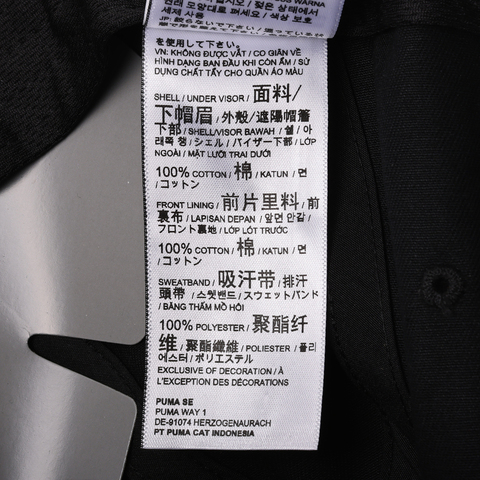 を使用して下さい。
VN: KHÔNG ĐƯỢC VẮT / CO GIÃN VỀ
HÌNH DẠNG BAN ĐẦU KHI CÒN ẨM / SỬ
DỤNG CHẤT TẨY CHO QUẦN ÁO MÀU
SHELL / UNDER VISOR / 面料/
下帽眉 / 外殼/遮陽帽簷
下部 / SHELL/VISOR BAWAH / 쉘 / 아
래쪽 챙 / シェル / バイザー下部 / LỚP
NGOÀI / MẶT LƯỠI TRAI DƯỚI
100% COTTON / 棉 / KATUN / 면
/コットン
FRONT LINING / 前片里料 / 前
裏布 / LAPISAN DEPAN / 앞면 안감 /
フロント裏地 / LỚP LÓT TRƯỚC
100% COTTON / 棉 / KATUN / 면
/コットン
SWEATBAND / 吸汗带 / 排汗
頭帶 / 스웻밴드 / スウェットバンド
/ BĂNG THẤM MỒ HÔI
100% POLYESTER / 聚酯纤
维 / 聚酯纖維 / POLIESTER / 폴리
에스터 / ポリエステル
EXCLUSIVE OF DECORATION / À
L'EXCEPTION DES DÉCORATIONS
PUMA SE
PUMA WAY 1
DE-91074 HERZOGENAURACH
PT PUMA CAT INDONESIA